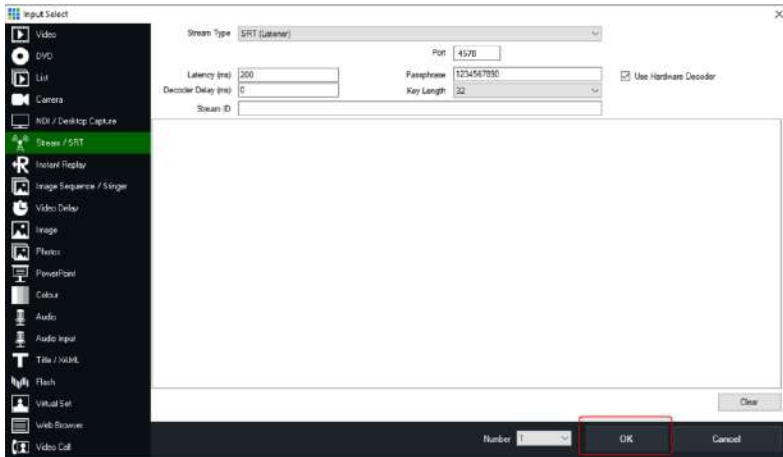 Input Select
Video
DVD
List
Camera
NDI / Desktop Capture
Stream / SRT
Instant Replay
Image Sequence / Stinger
Video Delay
Image
Photos
PowerPoint
Colour
Audio
Audio Input
Title / XAML
Flash
Virtual Set
Web Browser
Video Call
Stream Type SRT (Listener)
Port 4578
Latency (ms) 200 Passphrase 1234567890 Use Hardware Decoder
Decoder Delay (ms) 0 Key Length 32
Stream ID
Clear
Number 1 OK Cancel